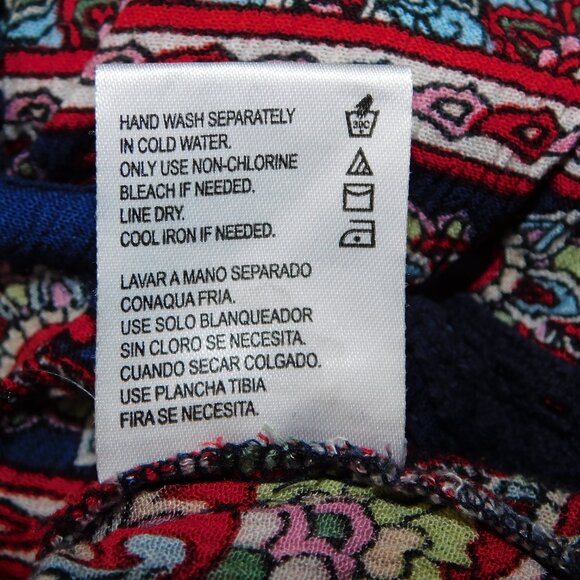 HAND WASH SEPARATELY
IN COLD WATER.
ONLY USE NON-CHLORINE
BLEACH IF NEEDED.
LINE DRY.
COOL IRON IF NEEDED.
30C
LAVAR A MANO SEPARADO
CONAQUA FRIA.
USE SOLO BLANQUEADOR
SIN CLORO SE NECESITA.
CUANDO SECAR COLGADO.
USE PLANCHA TIBIA
FIRA SE NECESITA.